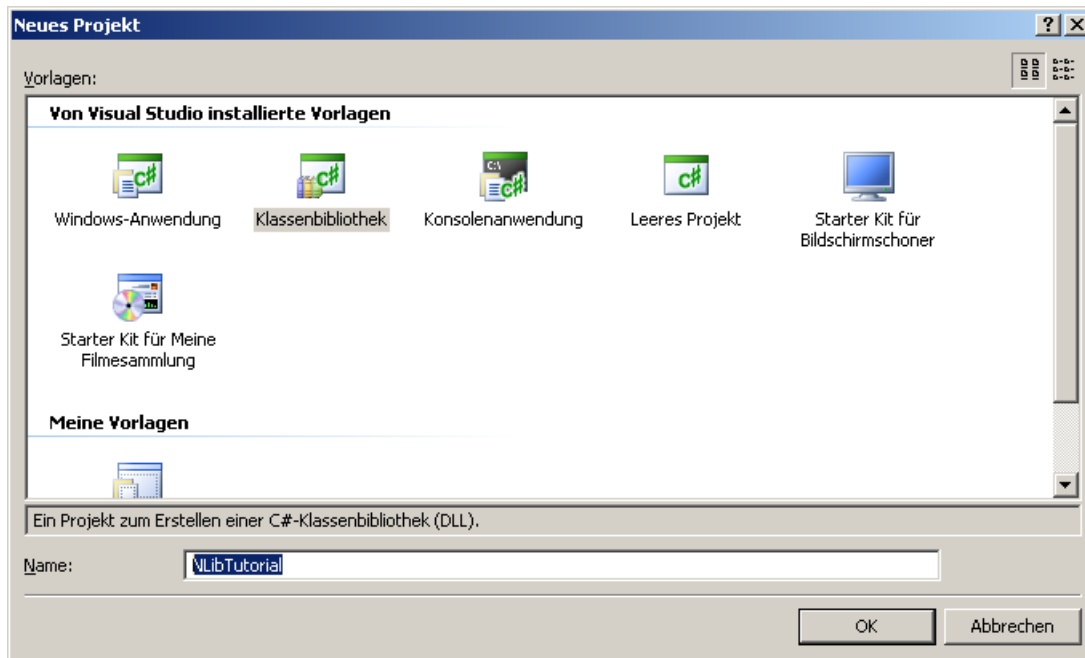 Neues Projekt
Vorlagen:
Von Visual Studio installierte Vorlagen
Windows-Anwendung
Klassenbibliothek
Konsolenanwendung
Leeres Projekt
Starter Kit für
Bildschirmschoner
Starter Kit für Meine
Filmesammlung
Meine Vorlagen
Ein Projekt zum Erstellen einer C#-Klassenbibliothek (DLL).
Name:
NLibTutorial
OK
Abbrechen